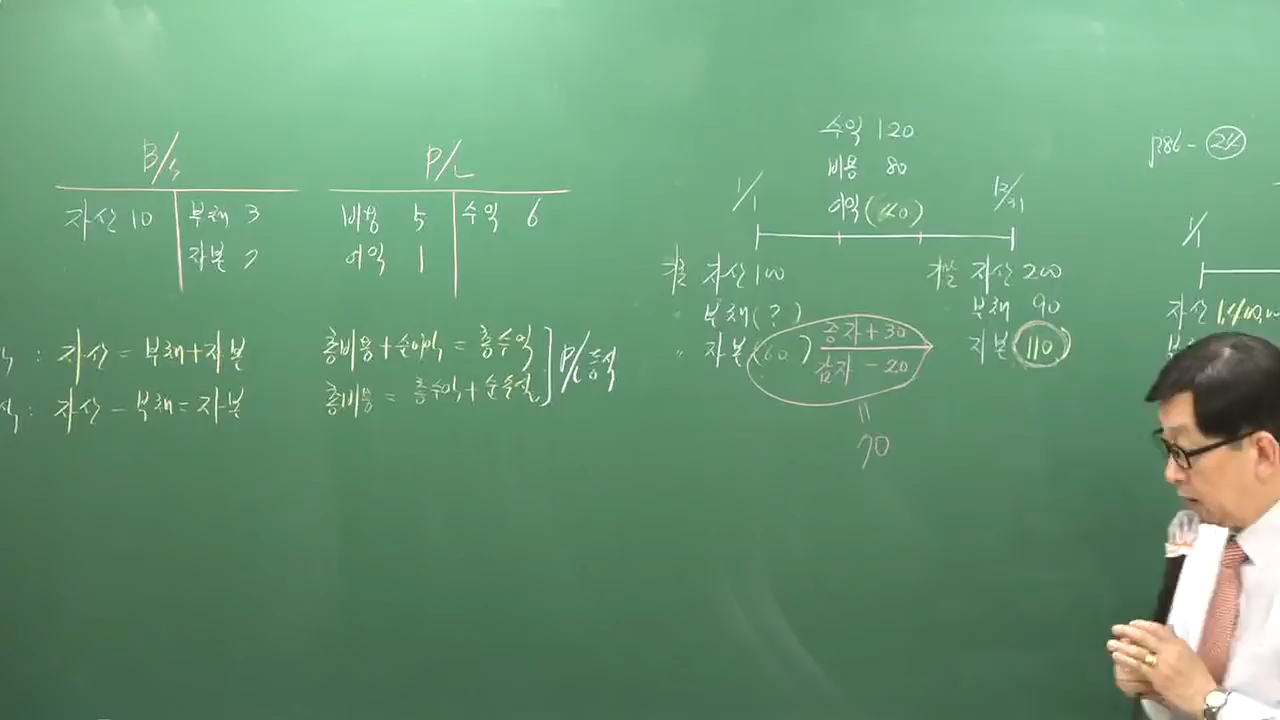 B/S
자산 10 부채 3
자본 7
P/L
비용 5 수익 6
이익 1
: 자산 = 부채+자본
: 자산 - 부채 = 자본
총비용+순이익 = 총수익
총비용 = 총수익+순손실
P/L 등식
수익 120
비용 80
이익 (40)
1/1
12/31
기초 자산 100
부채 (?)
" 자본 (60)
증자+30
감자 -20
=
70
기말 자산 200
부채 90
자본 110
p286 - 24
1/1
자산